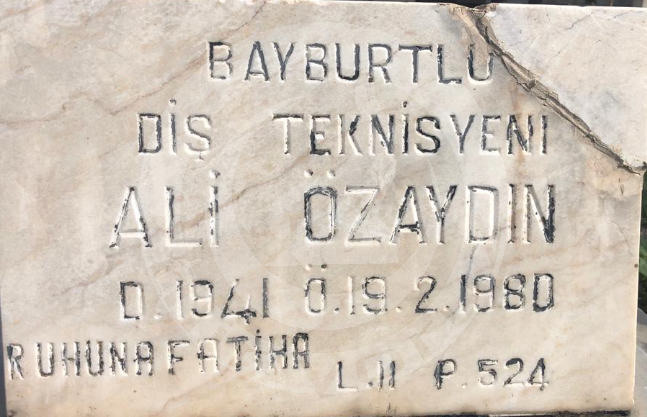 BAYBURTLU
DİŞ TEKNİSYENI
ALİ ÖZAYDIN
D.1941 Ö.19.2.1980
RUHUNA FATİHA L.11 P.524